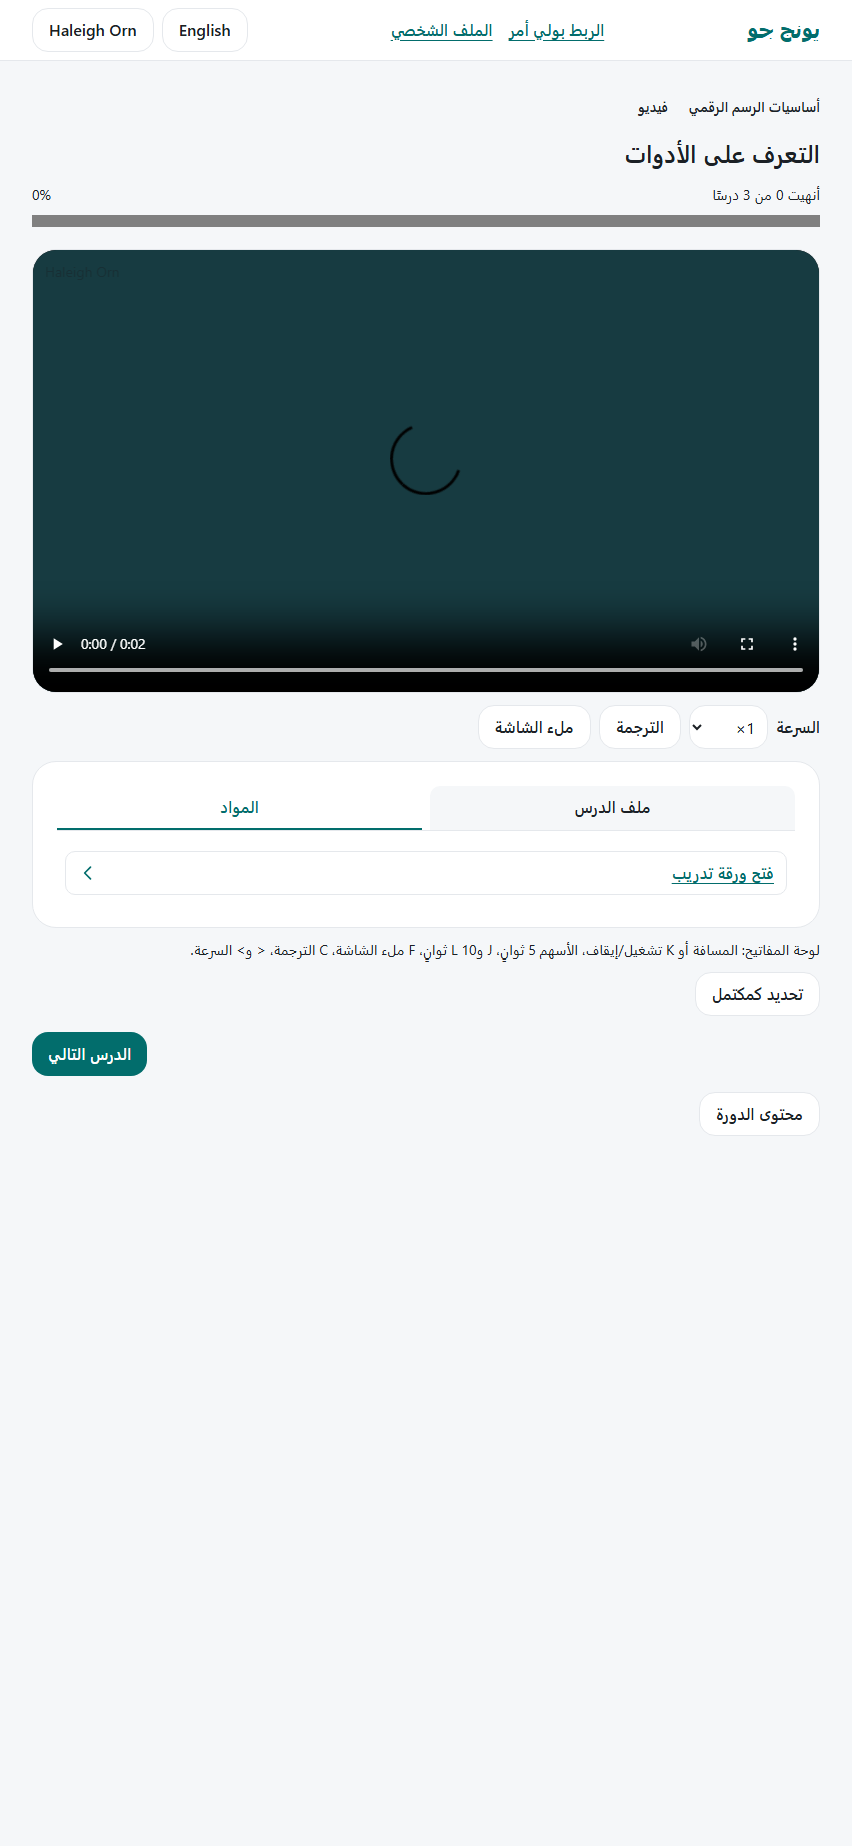 يونج جو
الربط بولي أمر
الملف الشخصي
English
Haleigh Orn
أساسيات الرسم الرقمي
فيديو
التعرف على الأدوات
أنهيت 0 من 3 درسًا
0%
Haleigh Orn
0:00 / 0:02
السرعة
1×
الترجمة
ملء الشاشة
ملف الدرس
المواد
فتح ورقة تدريب
لوحة المفاتيح: المسافة أو K تشغيل/إيقاف، الأسهم 5 ثوانٍ، J و L 10 ثوانٍ، F ملء الشاشة، C الترجمة، < و> السرعة.
تحديد كمكتمل
الدرس التالي
محتوى الدورة